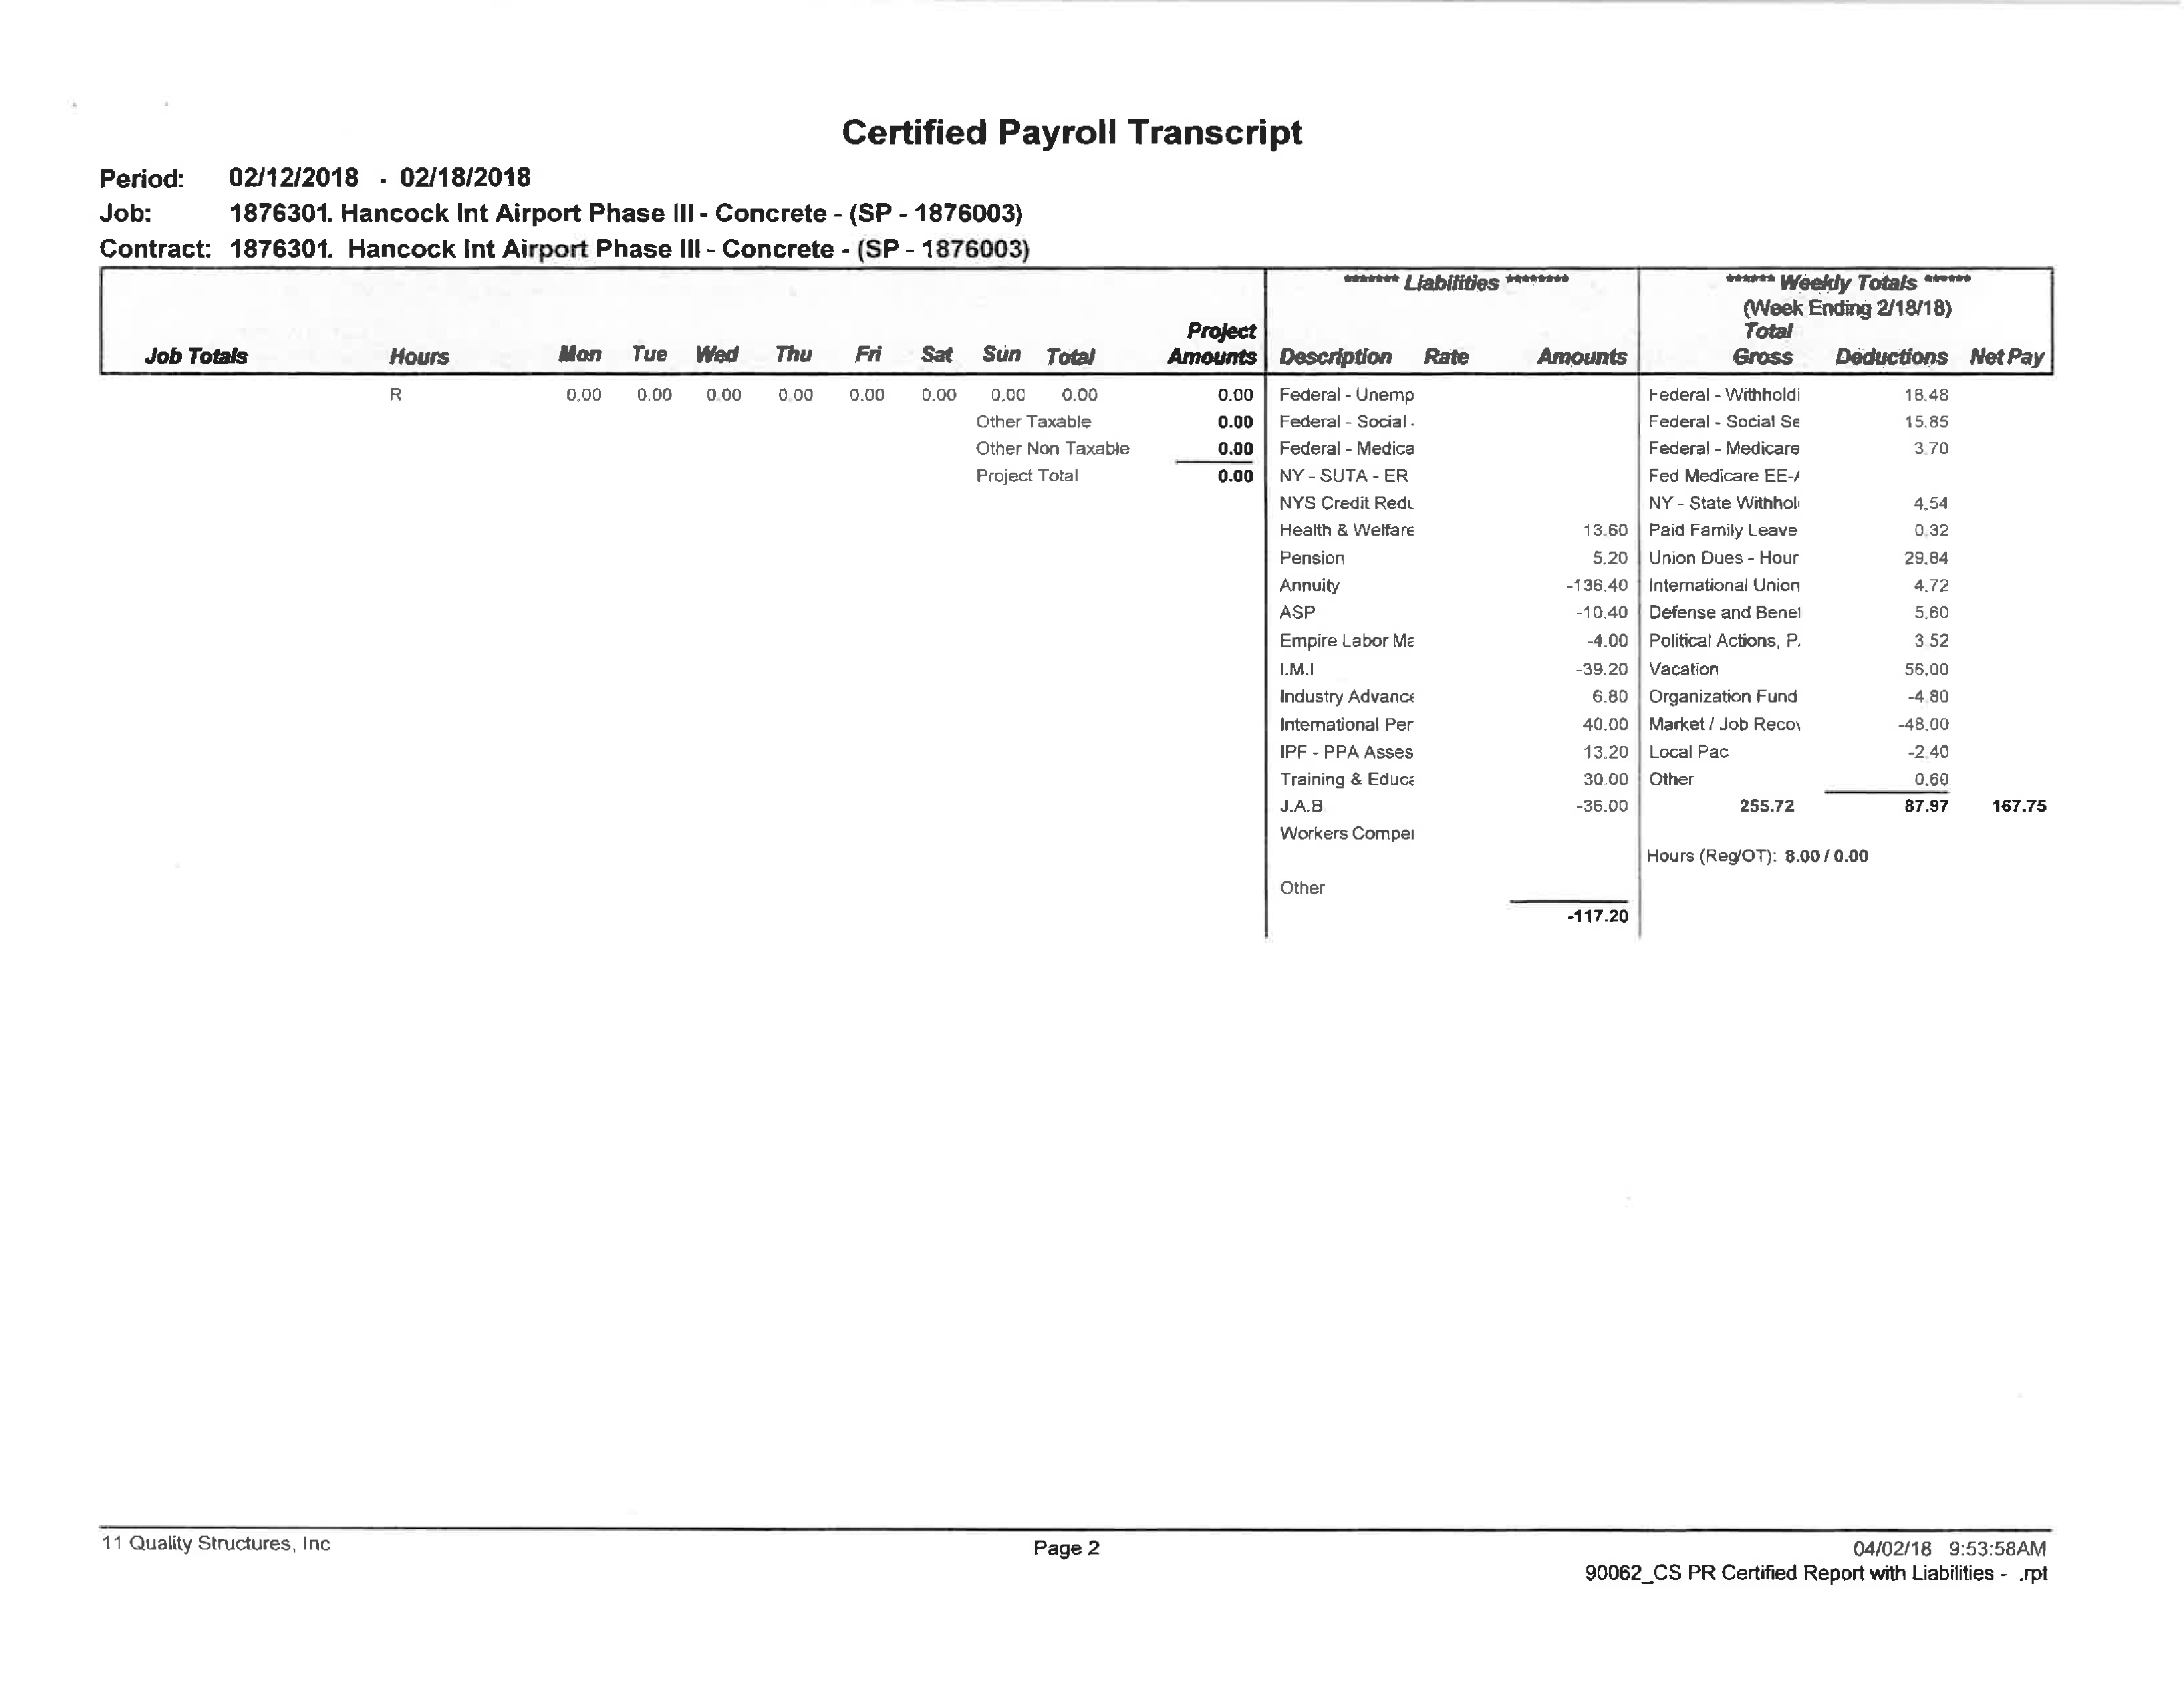 Certified Payroll Transcript
Period: 02/12/2018 - 02/18/2018
Job: 1876301. Hancock Int Airport Phase III - Concrete - (SP - 1876003)
Contract: 1876301. Hancock Int Airport Phase III - Concrete - (SP - 1876003)
******* Liabilities ******** ****** Weekly Totals ******
(Week Ending 2/18/18)
Project Total
Job Totals Hours Mon Tue Wed Thu Fri Sat Sun Total Amounts Description Rate Amounts Gross Deductions Net Pay
R 0.00 0.00 0.00 0.00 0.00 0.00 0.00 0.00 0.00 Federal - Unemp Federal - Withholdi 18.48
Other Taxable 0.00 Federal - Social - Federal - Social Se 15.85
Other Non Taxable 0.00 Federal - Medica Federal - Medicare 3.70
Project Total 0.00 NY - SUTA - ER Fed Medicare EE-A
NYS Credit Redu NY - State Withhol 4.54
Health & Welfare 13.60 Paid Family Leave 0.32
Pension 5.20 Union Dues - Hour 29.84
Annuity -136.40 International Union 4.72
ASP -10.40 Defense and Benef 5.60
Empire Labor Ma -4.00 Political Actions, P. 3.52
I.M.I -39.20 Vacation 56.00
Industry Advance 6.80 Organization Fund -4.80
International Per 40.00 Market / Job Recov -48.00
IPF - PPA Asses 13.20 Local Pac -2.40
Training & Educa 30.00 Other 0.60
J.A.B -36.00 255.72 87.97 167.75
Workers Compe
Hours (Reg/OT): 8.00 / 0.00
Other
-117.20
11 Quality Structures, Inc Page 2 04/02/18 9:53:58AM
90062_CS PR Certified Report with Liabilities - .rpt